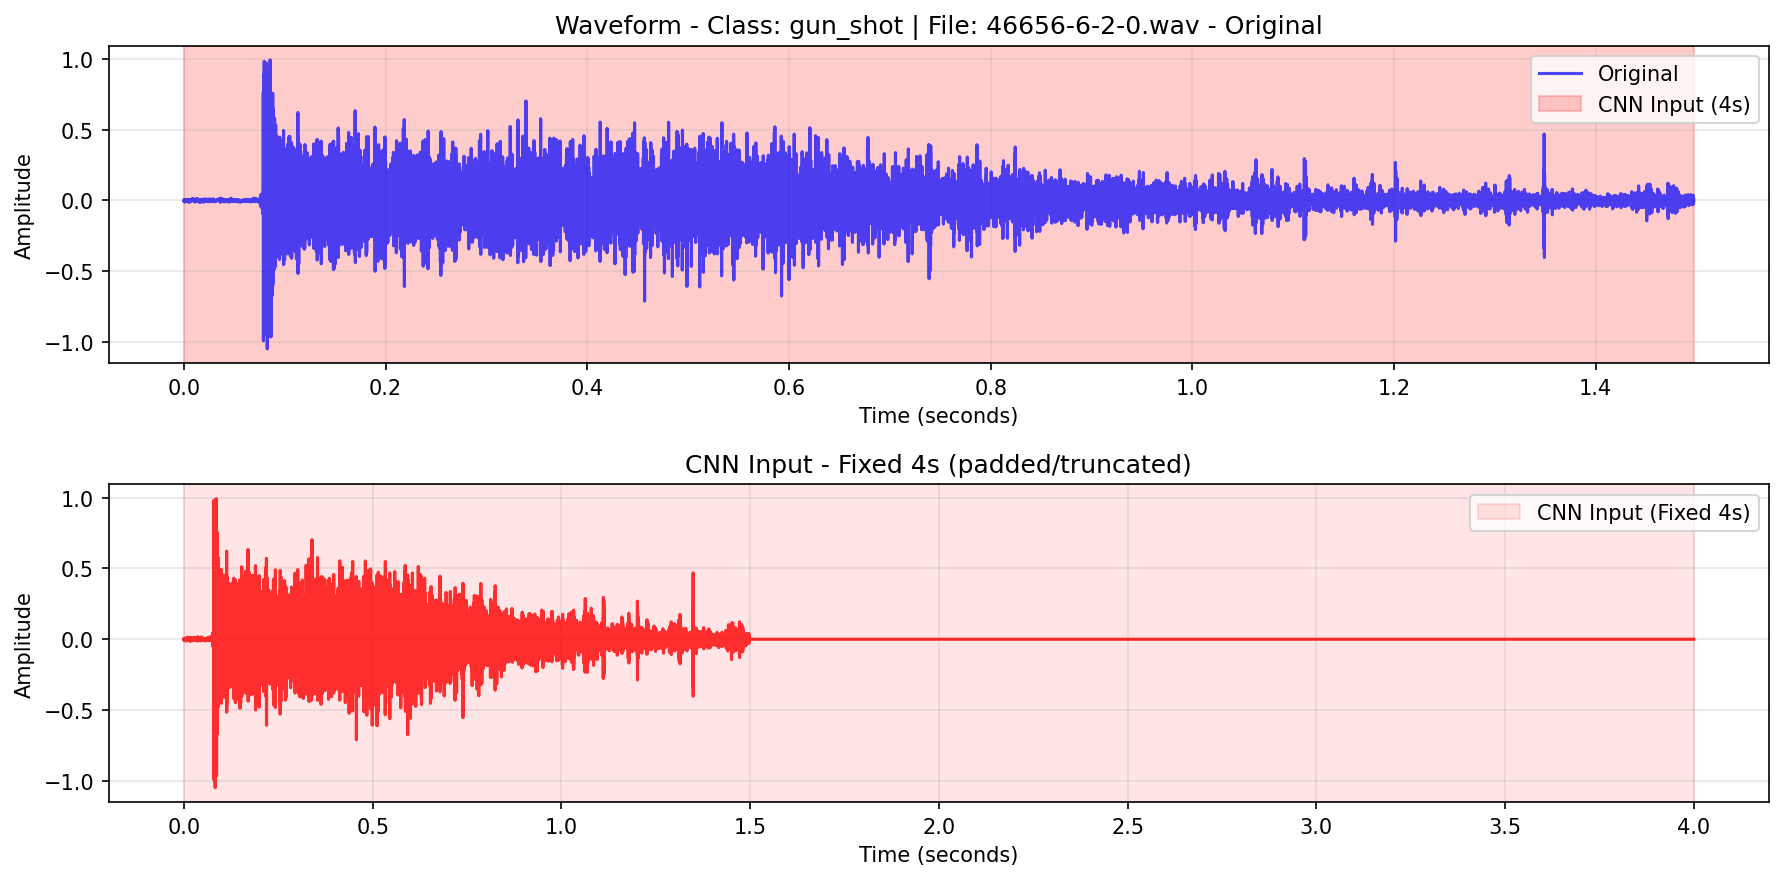 Waveform - Class: gun_shot | File: 46656-6-2-0.wav - Original
1.0
0.5
0.0
−0.5
−1.0
Amplitude
Original
CNN Input (4s)
0.0 0.2 0.4 0.6 0.8 1.0 1.2 1.4
Time (seconds)
CNN Input - Fixed 4s (padded/truncated)
1.0
0.5
0.0
−0.5
−1.0
Amplitude
CNN Input (Fixed 4s)
0.0 0.5 1.0 1.5 2.0 2.5 3.0 3.5 4.0
Time (seconds)